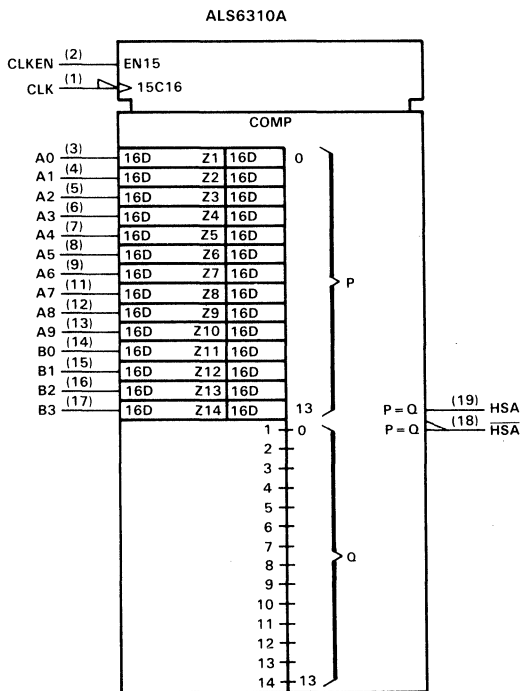 ALS6310A
CLKEN (2) EN15
CLK (1) 15C16
COMP
A0 (3) 16D Z1 16D 0
A1 (4) 16D Z2 16D
A2 (5) 16D Z3 16D
A3 (6) 16D Z4 16D
A4 (7) 16D Z5 16D
A5 (8) 16D Z6 16D
A6 (9) 16D Z7 16D
P
A7 (11) 16D Z8 16D
A8 (12) 16D Z9 16D
A9 (13) 16D Z10 16D
B0 (14) 16D Z11 16D
B1 (15) 16D Z12 16D
B2 (16) 16D Z13 16D
B3 (17) 16D Z14 16D 13 P = Q (19) HSA
1 0 P = Q (18) H̅S̅A̅
2
3
4
5
6
7
Q
8
9
10
11
12
13
14 13